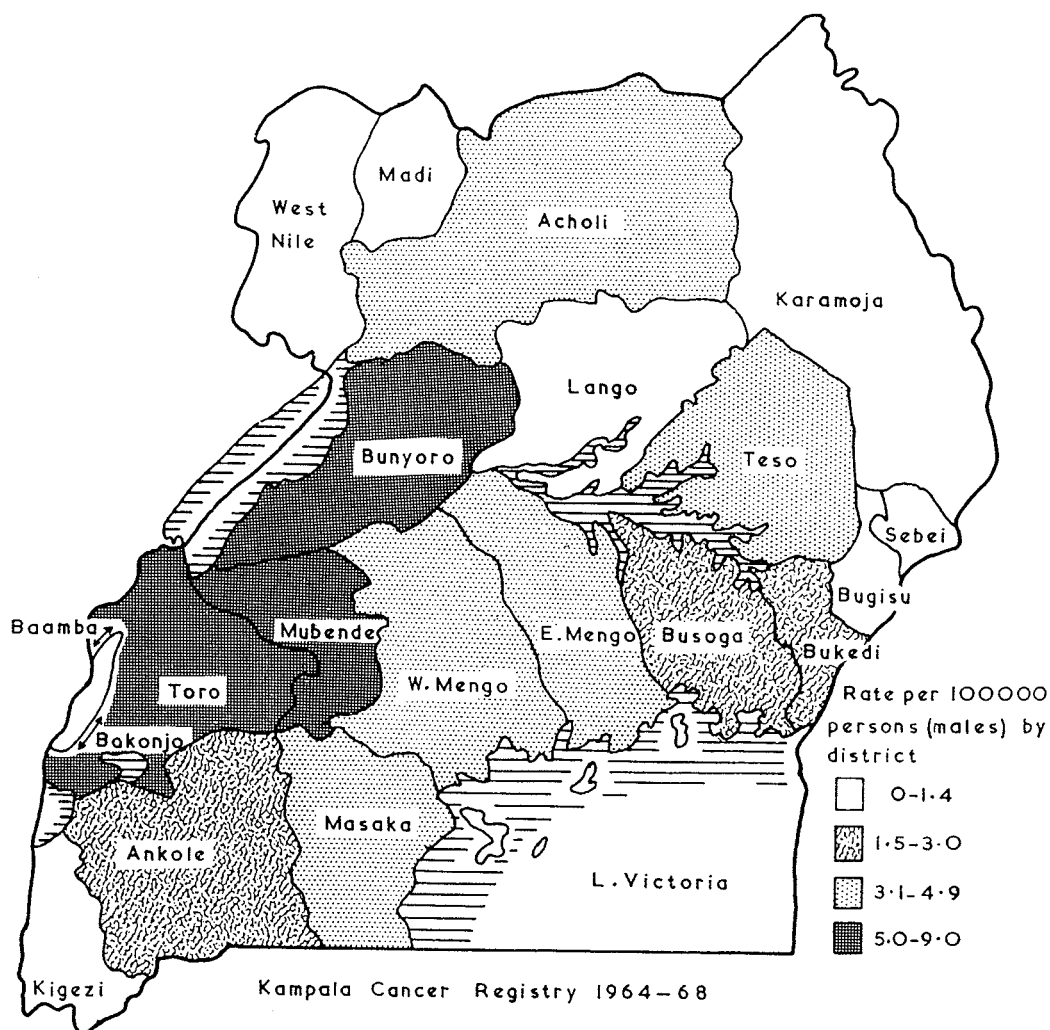 West
Nile
Madi
Acholi
Karamoja
Lango
Bunyoro
Teso
Sebei
Bugisu
Baamba
Mubende
E. Mengo
Busoga
Bukedi
Toro
W. Mengo
Bakonjo
Masaka
Ankole
L. Victoria
Kigezi
Rate per 100000
persons (males) by
district
0-1·4
1·5-3·0
3·1-4·9
5·0-9·0
Kampala Cancer Registry 1964-68